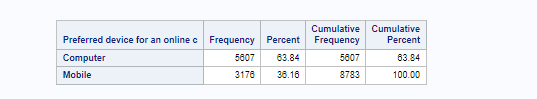 Cumulative Cumulative
Preferred device for an online c Frequency Percent Frequency Percent
Computer 5607 63.84 5607 63.84
Mobile 3176 36.16 8783 100.00